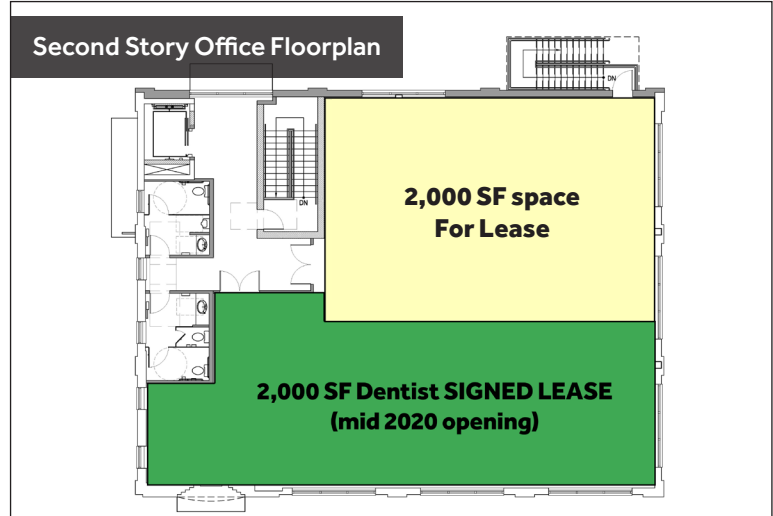 Second Story Office Floorplan
DN
DN
2,000 SF space
For Lease
2,000 SF Dentist SIGNED LEASE
(mid 2020 opening)